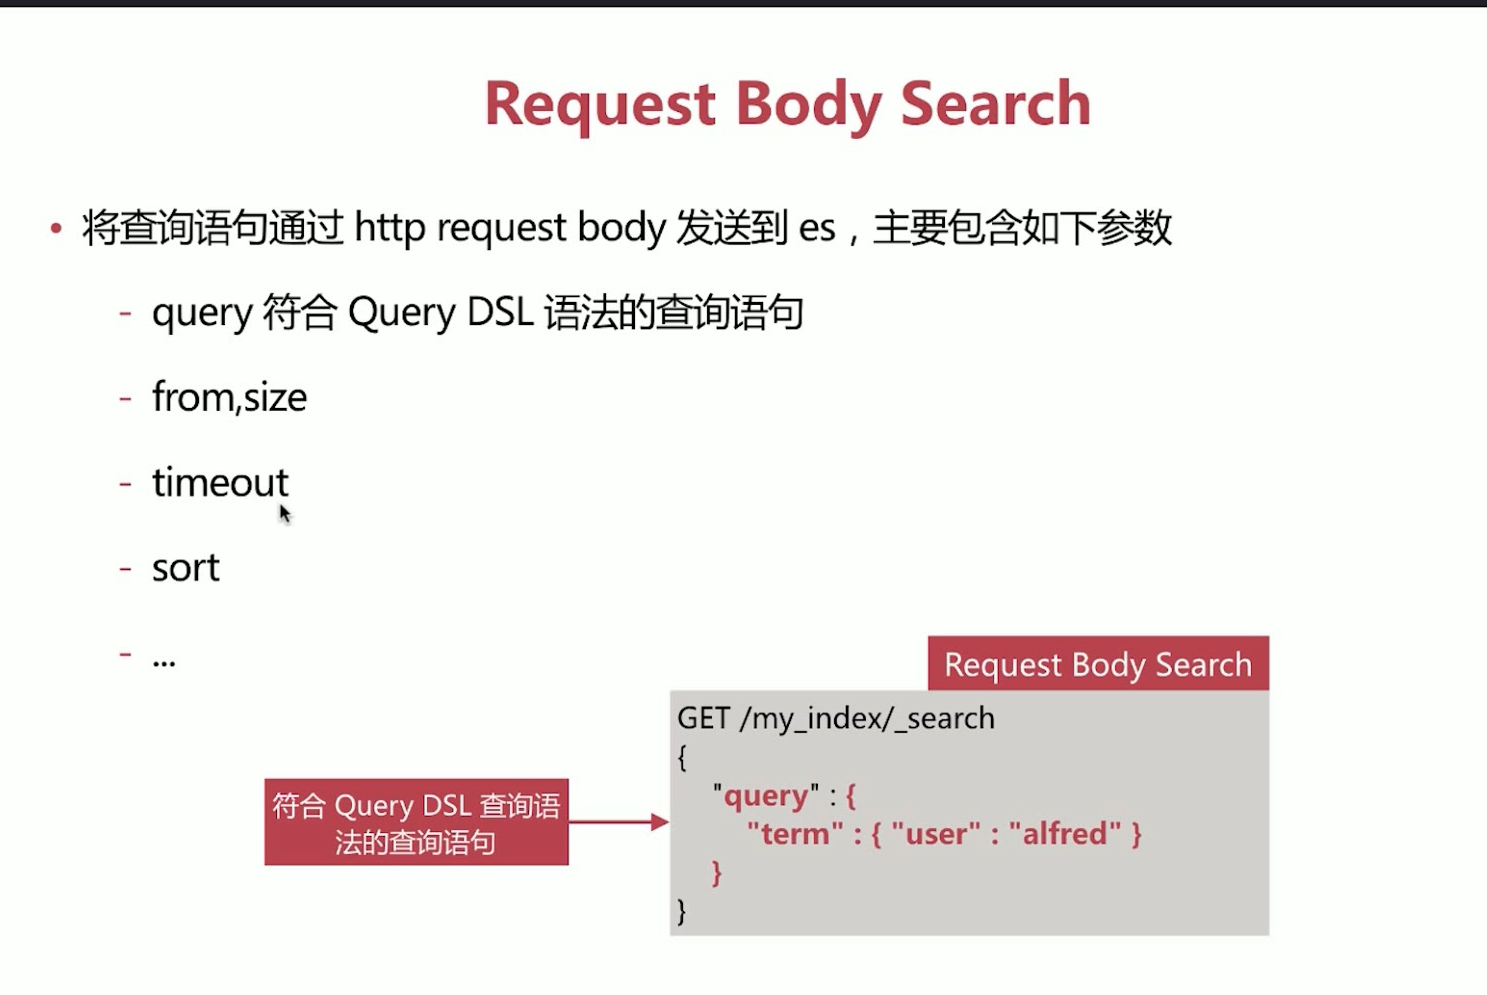 Request Body Search
• 将查询语句通过 http request body 发送到 es，主要包含如下参数
- query 符合 Query DSL 语法的查询语句
- from,size
- timeout
- sort
- ...
Request Body Search
GET /my_index/_search
{
"query" : {
"term" : { "user" : "alfred" }
}
}
符合 Query DSL 查询语
法的查询语句